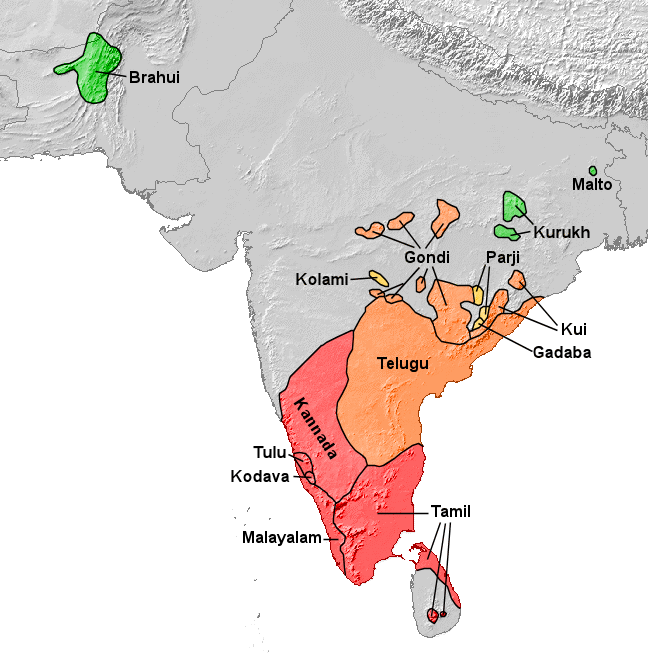 Brahui
Malto
Kurukh
Gondi
Parji
Kolami
Kui
Gadaba
Telugu
Kannada
Tulu
Kodava
Tamil
Malayalam